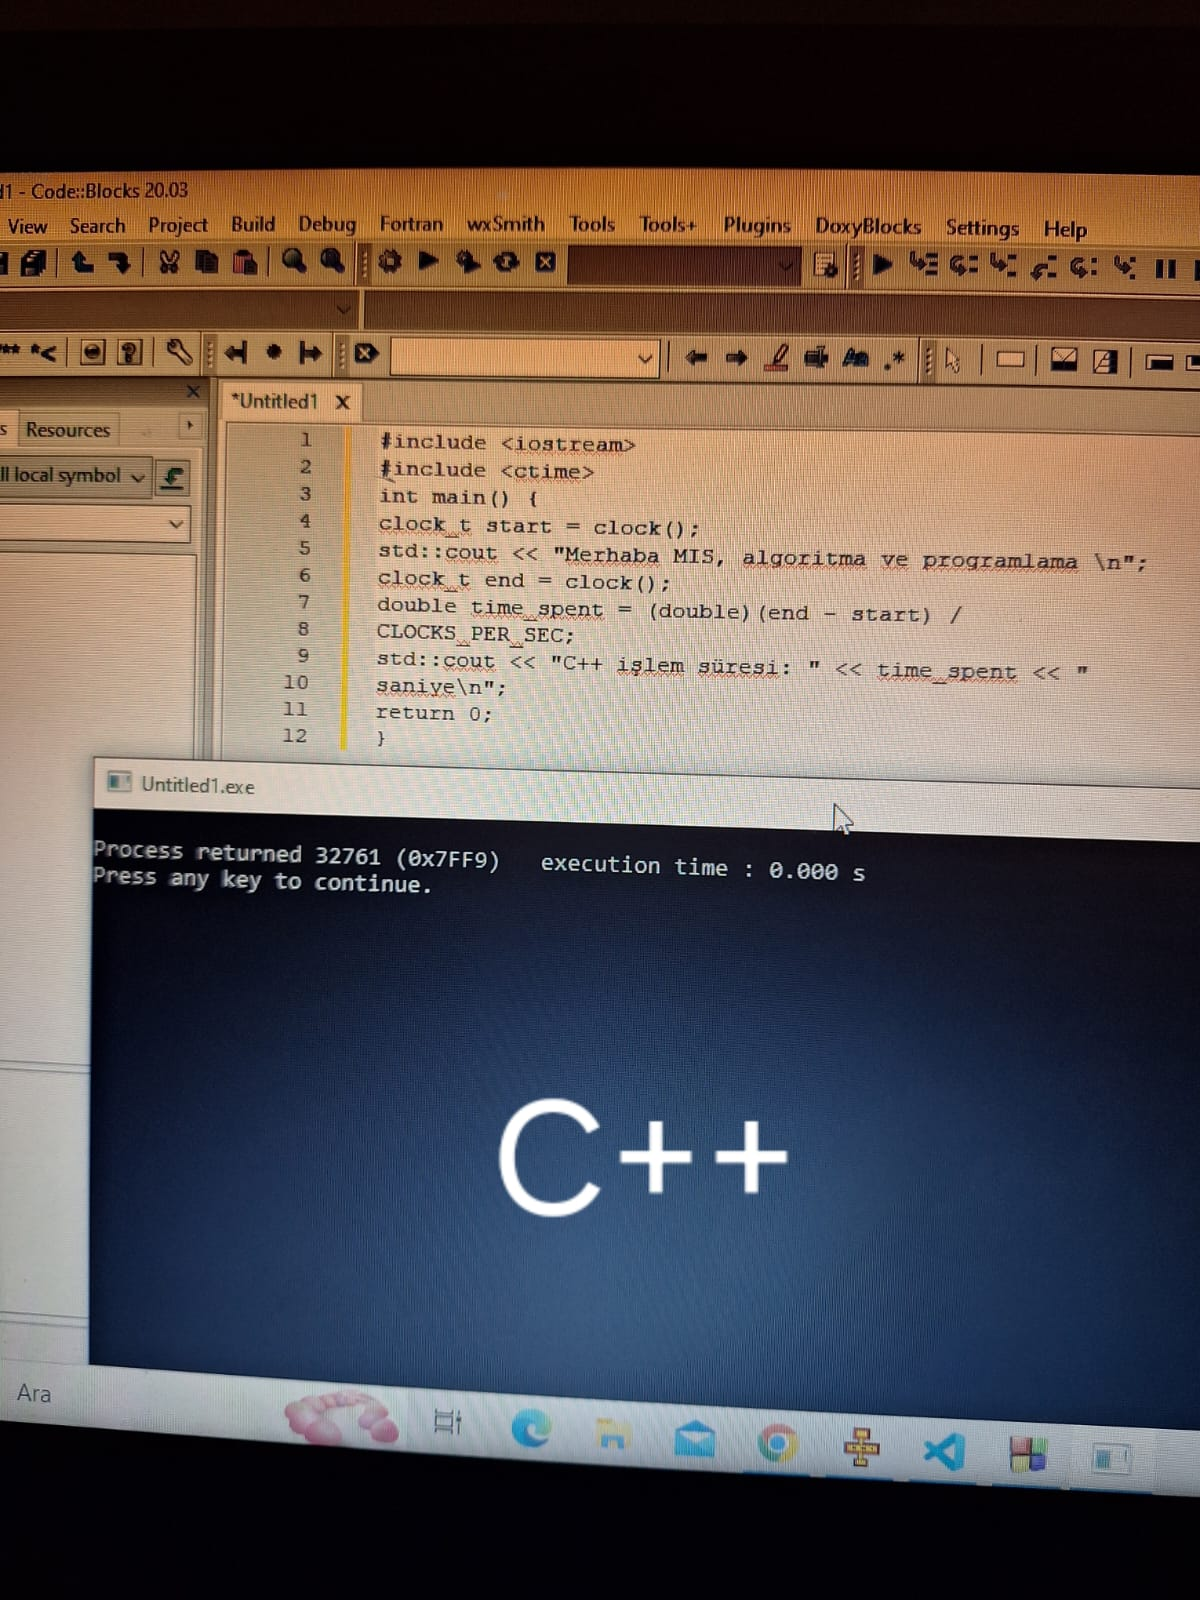 1 - Code::Blocks 20.03
View Search Project Build Debug Fortran wxSmith Tools Tools+ Plugins DoxyBlocks Settings Help
*Untitled1 X
s Resources
ll local symbol
1 #include <iostream>
2 #include <ctime>
3 int main() {
4 clock_t start = clock();
5 std::cout << "Merhaba MIS, algoritma ve programlama \n";
6 clock_t end = clock();
7 double time_spent = (double)(end - start) /
8 CLOCKS_PER_SEC;
9 std::cout << "C++ işlem süresi: " << time_spent << "
10 saniye\n";
11 return 0;
12 }
Untitled1.exe
Process returned 32761 (0x7FF9) execution time : 0.000 s
Press any key to continue.
C++
Ara